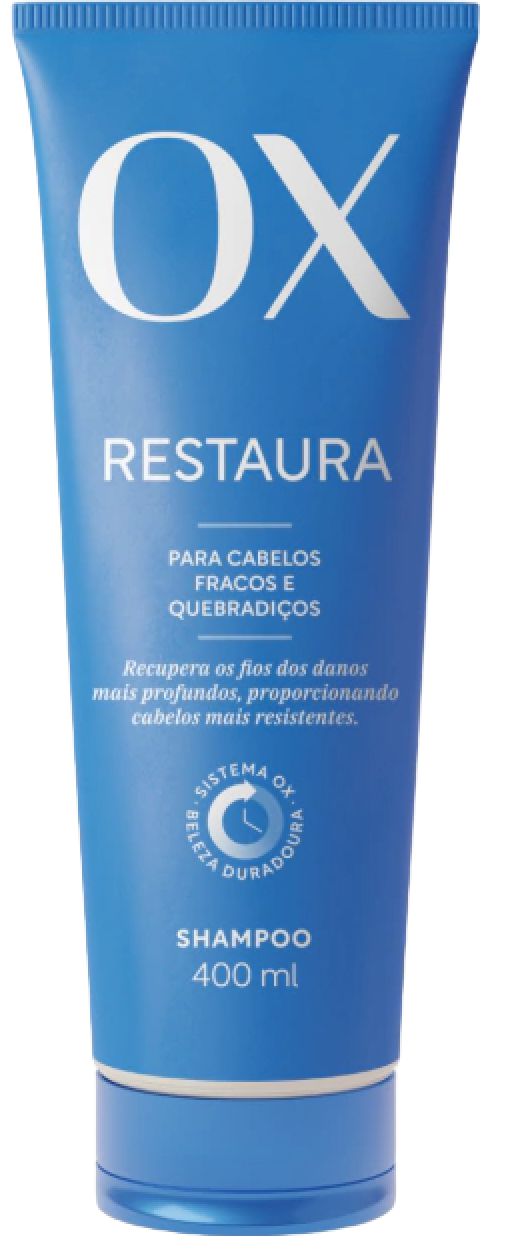 OX
RESTAURA
PARA CABELOS
FRACOS E
QUEBRADIÇOS
Recupera os fios dos danos
mais profundos, proporcionando
cabelos mais resistentes.
· SISTEMA OX ·
BELEZA DURADOURA
SHAMPOO
400 ml